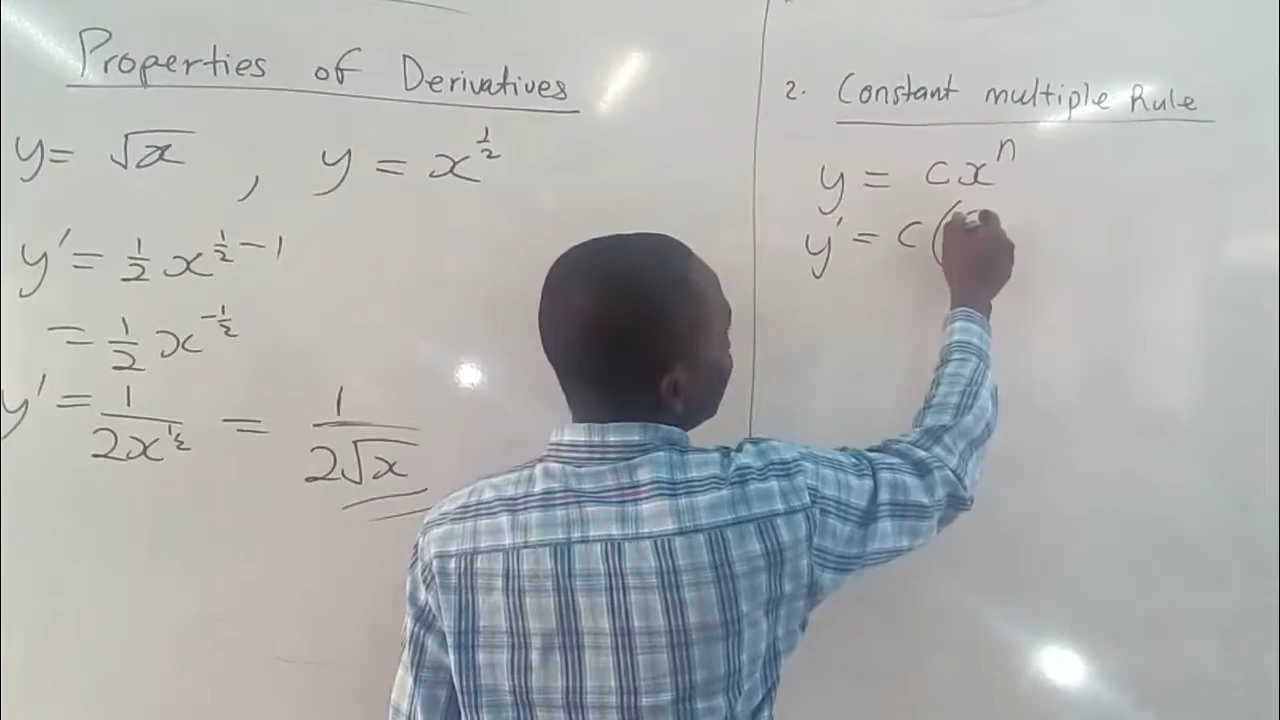 Properties of Derivatives
y = √x , y = x^½
y' = ½ x^{½ - 1}
= ½ x^{-½}
y' = 1/(2x^½) = 1/(2√x)
2. Constant multiple Rule
y = cx^n
y' = c(